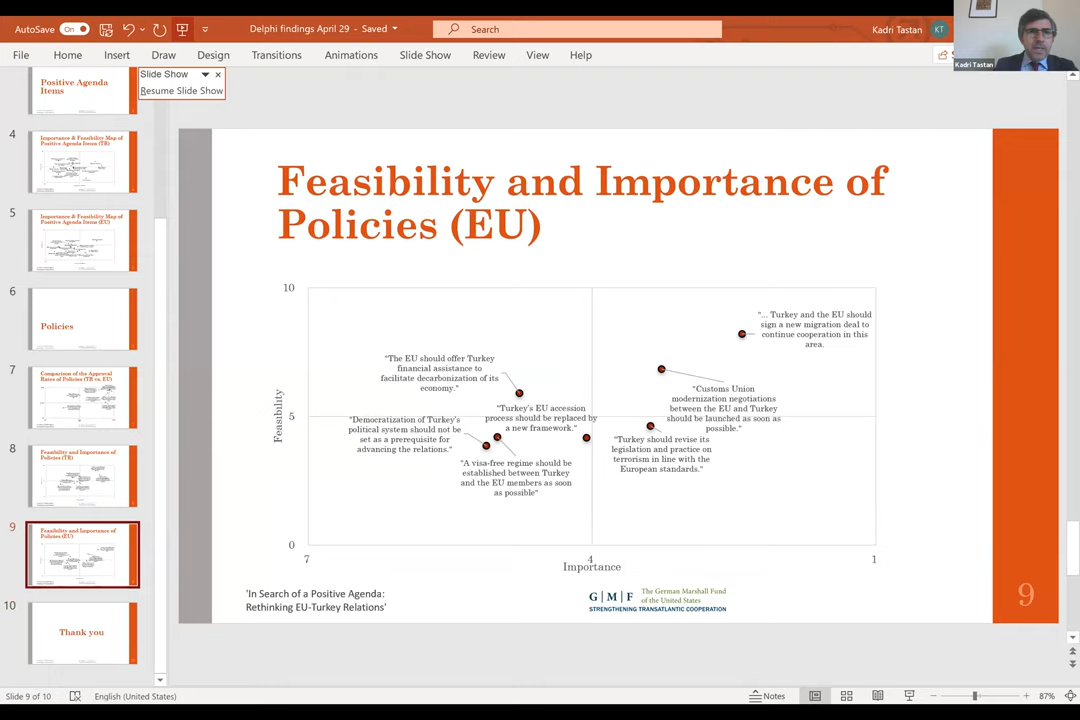 AutoSave
On
Delphi findings April 29 - Saved
Search
Kadri Tastan
KT
Kadri Tastan
File
Home
Insert
Draw
Design
Transitions
Animations
Slide Show
Review
View
Help
Slide Show
Resume Slide Show
Positive Agenda
Items
4
Importance & Feasibility Map of
Positive Agenda Items (TR)
5
Importance & Feasibility Map of
Positive Agenda Items (EU)
6
Policies
7
Comparison of the Approval
Rates of Policies (TR vs. EU)
8
Feasibility and Importance of
Policies (TR)
9
Feasibility and Importance of
Policies (EU)
10
Thank you
Feasibility and Importance of
Policies (EU)
10
5
0
Feasibility
7
4
1
Importance
"... Turkey and the EU should
sign a new migration deal to
continue cooperation in this
area.
"The EU should offer Turkey
financial assistance to
facilitate decarbonization of its
economy."
"Customs Union
modernization negotiations
between the EU and Turkey
should be launched as soon as
possible."
"Turkey's EU accession
process should be replaced by
a new framework."
"Democratization of Turkey's
political system should not be
set as a prerequisite for
advancing the relations."
"Turkey should revise its
legislation and practice on
terrorism in line with the
European standards."
"A visa-free regime should be
established between Turkey
and the EU members as soon
as possible"
'In Search of a Positive Agenda:
Rethinking EU-Turkey Relations'
G | M | F
The German Marshall Fund
of the United States
STRENGTHENING TRANSATLANTIC COOPERATION
9
Slide 9 of 10
English (United States)
Notes
87%